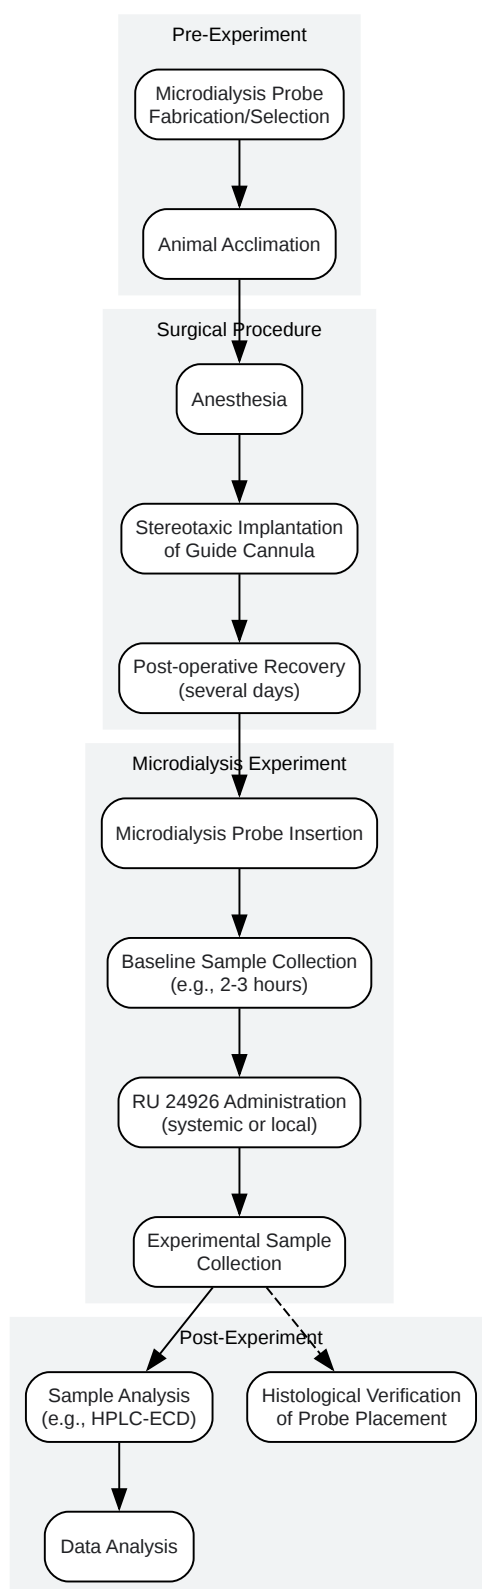 Pre-Experiment
Microdialysis Probe
Fabrication/Selection
Animal Acclimation
Surgical Procedure
Anesthesia
Stereotaxic Implantation
of Guide Cannula
Post-operative Recovery
(several days)
Microdialysis Experiment
Microdialysis Probe Insertion
Baseline Sample Collection
(e.g., 2-3 hours)
RU 24926 Administration
(systemic or local)
Experimental Sample
Collection
Post-Experiment
Sample Analysis
(e.g., HPLC-ECD)
Histological Verification
of Probe Placement
Data Analysis